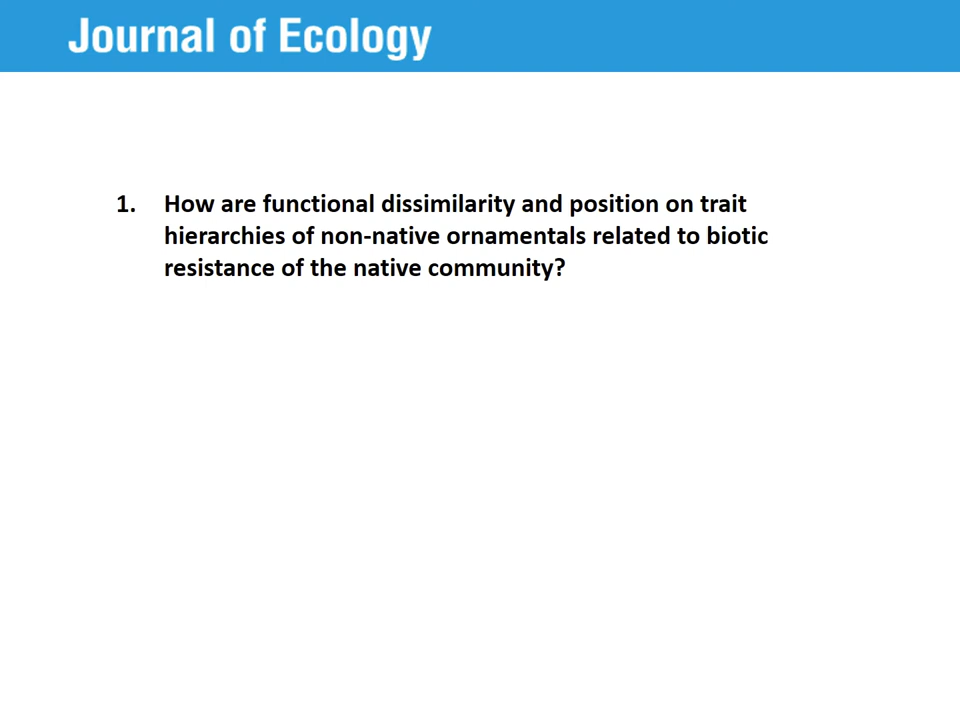 Journal of Ecology
1. How are functional dissimilarity and position on trait
hierarchies of non-native ornamentals related to biotic
resistance of the native community?